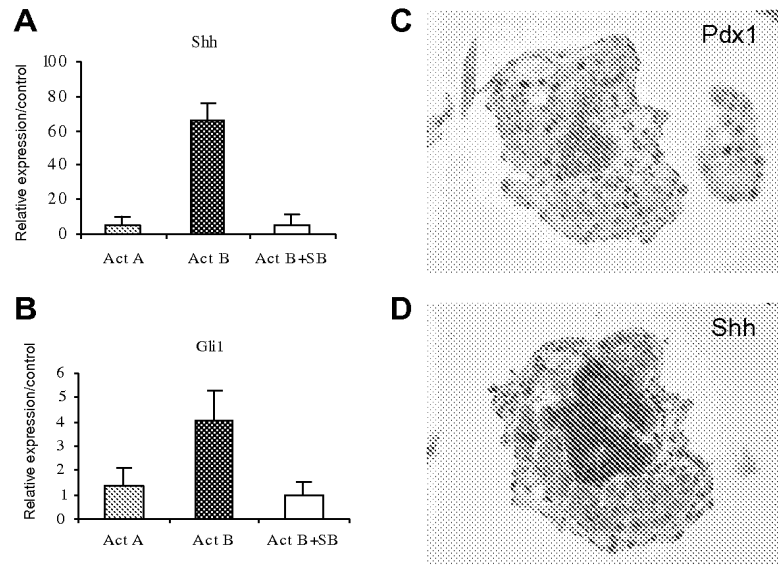 A
Shh
Relative expression/control
100
80
60
40
20
0
Act A
Act B
Act B+SB
B
Gli1
Relative expression/control
6
5
4
3
2
1
0
Act A
Act B
Act B+SB
C
Pdx1
D
Shh